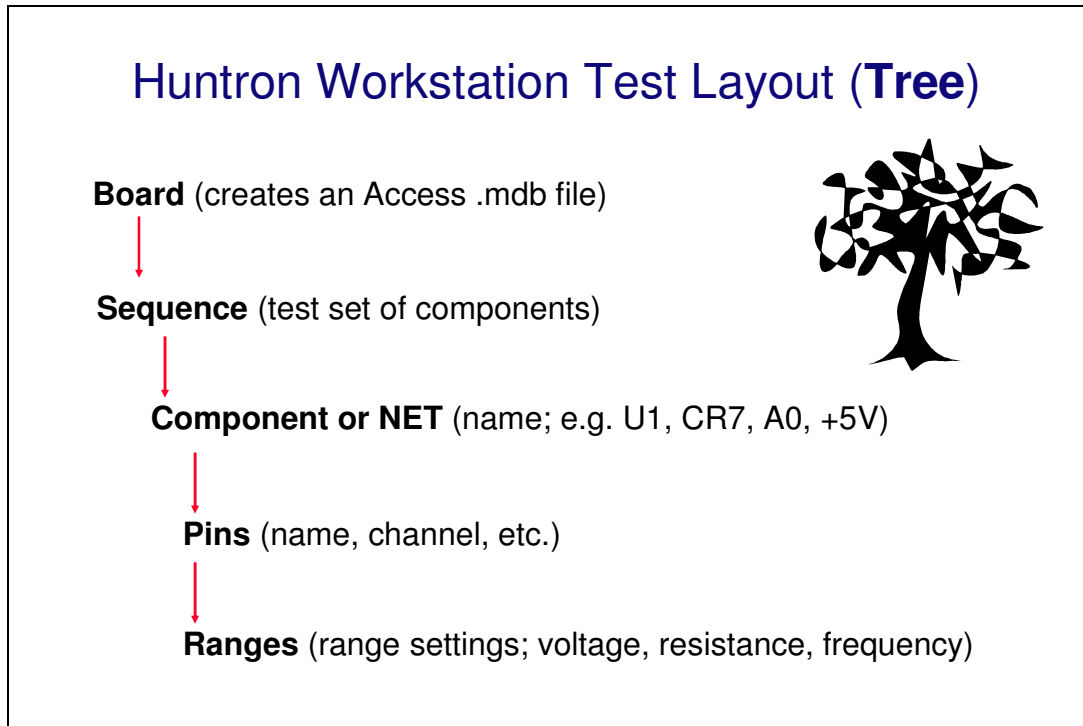 Huntron Workstation Test Layout (Tree)
Board (creates an Access .mdb file)
Sequence (test set of components)
Component or NET (name; e.g. U1, CR7, A0, +5V)
Pins (name, channel, etc.)
Ranges (range settings; voltage, resistance, frequency)